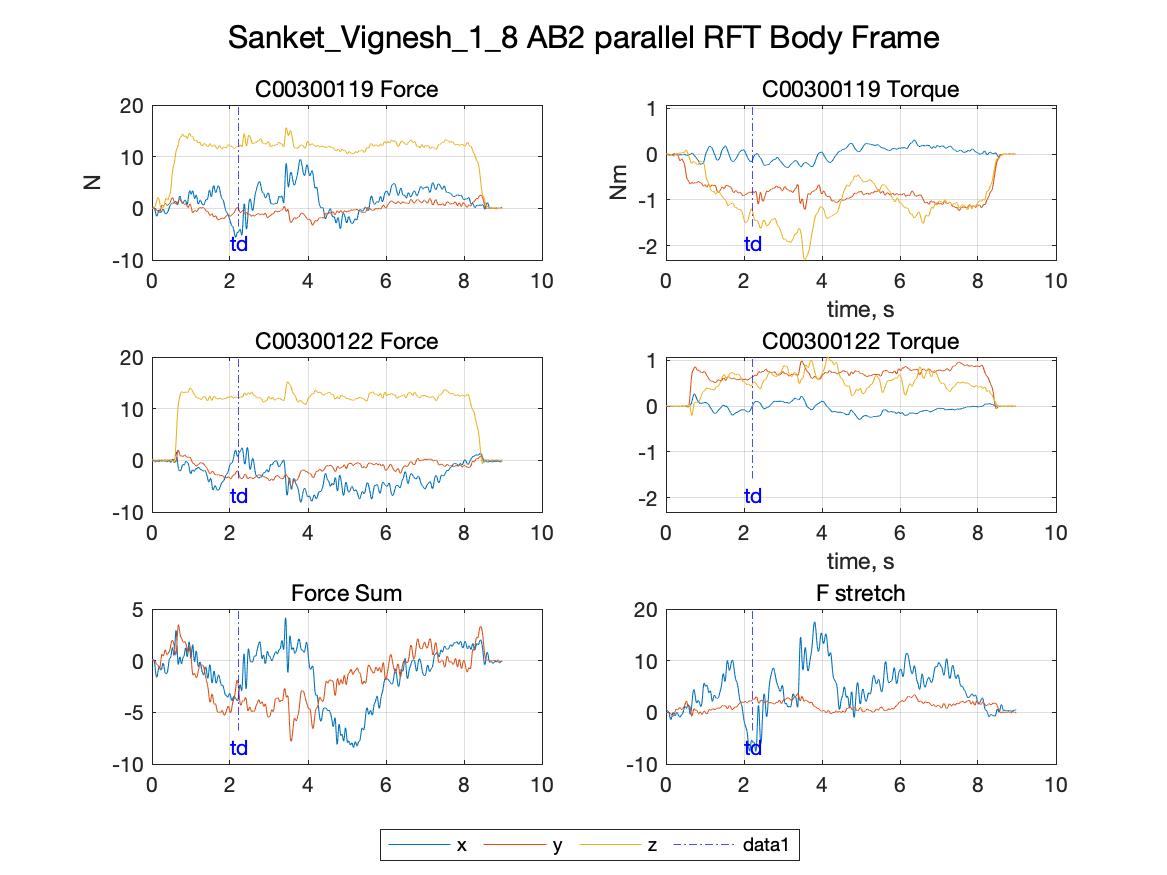 Sanket_Vignesh_1_8 AB2 parallel RFT Body Frame
C00300119 Force
N
20
10
0
-10
td
0 2 4 6 8 10
C00300119 Torque
Nm
1
0
-1
-2
td
0 2 4 6 8 10
time, s
C00300122 Force
20
10
0
-10
td
0 2 4 6 8 10
C00300122 Torque
1
0
-1
-2
td
0 2 4 6 8 10
time, s
Force Sum
5
0
-5
-10
td
0 2 4 6 8 10
F stretch
20
10
0
-10
td
0 2 4 6 8 10
x y z data1